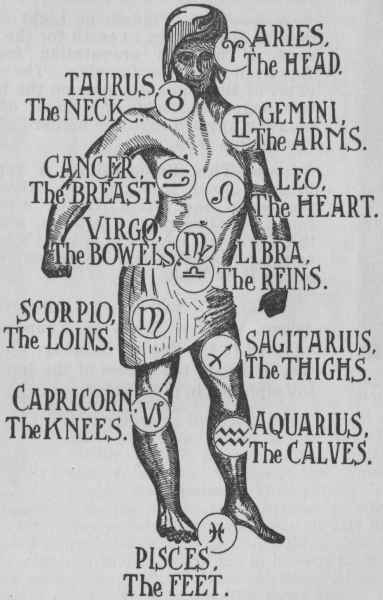 ARIES,
The HEAD.
TAURUS,
The NECK.
GEMINI,
The ARMS.
CANCER,
The BREAST.
LEO,
The HEART.
VIRGO,
The BOWELS.
LIBRA,
The REINS.
SCORPIO,
The LOINS.
SAGITARIUS,
The THIGHS.
CAPRICORN,
The KNEES.
AQUARIUS,
The CALVES.
PISCES,
The FEET.